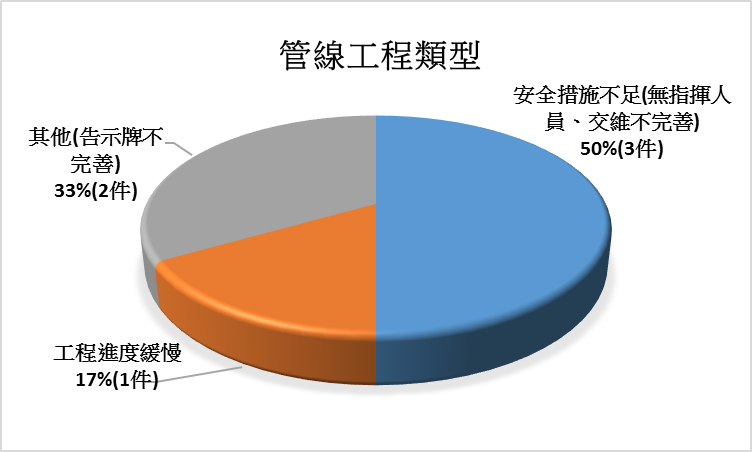 管線工程類型
安全措施不足(無指揮人
員、交維不完善)
50%(3件)
其他(告示牌不
完善)
33%(2件)
工程進度緩慢
17%(1件)